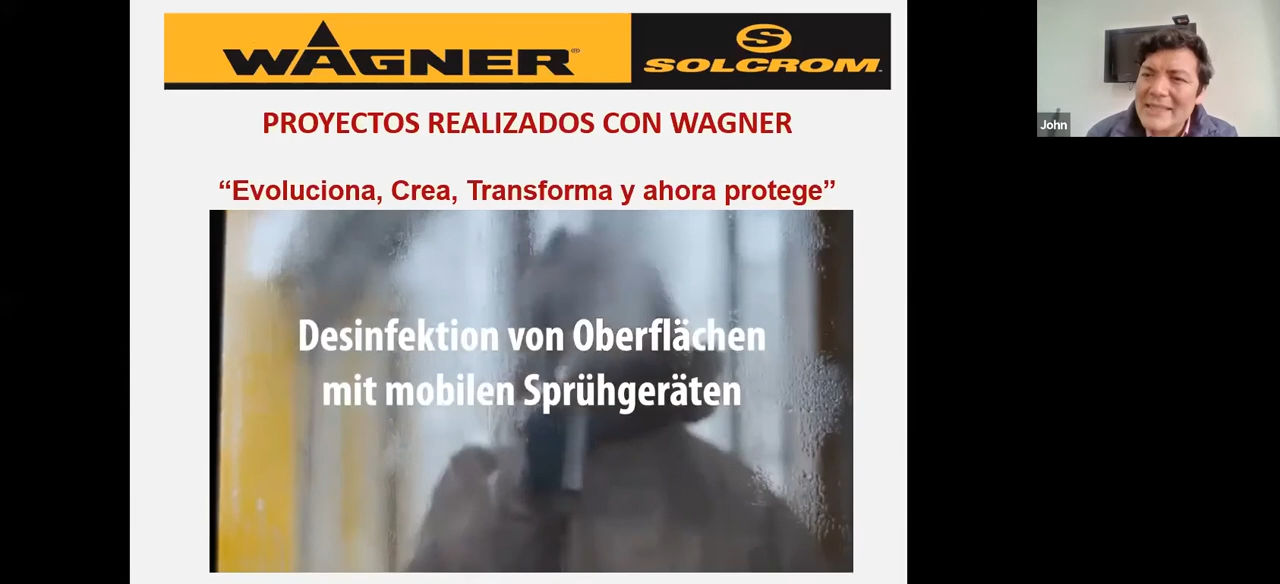 WAGNER®
S
SOLCROM
PROYECTOS REALIZADOS CON WAGNER
“Evoluciona, Crea, Transforma y ahora protege”
Desinfektion von Oberflächen
mit mobilen Sprühgeräten
John